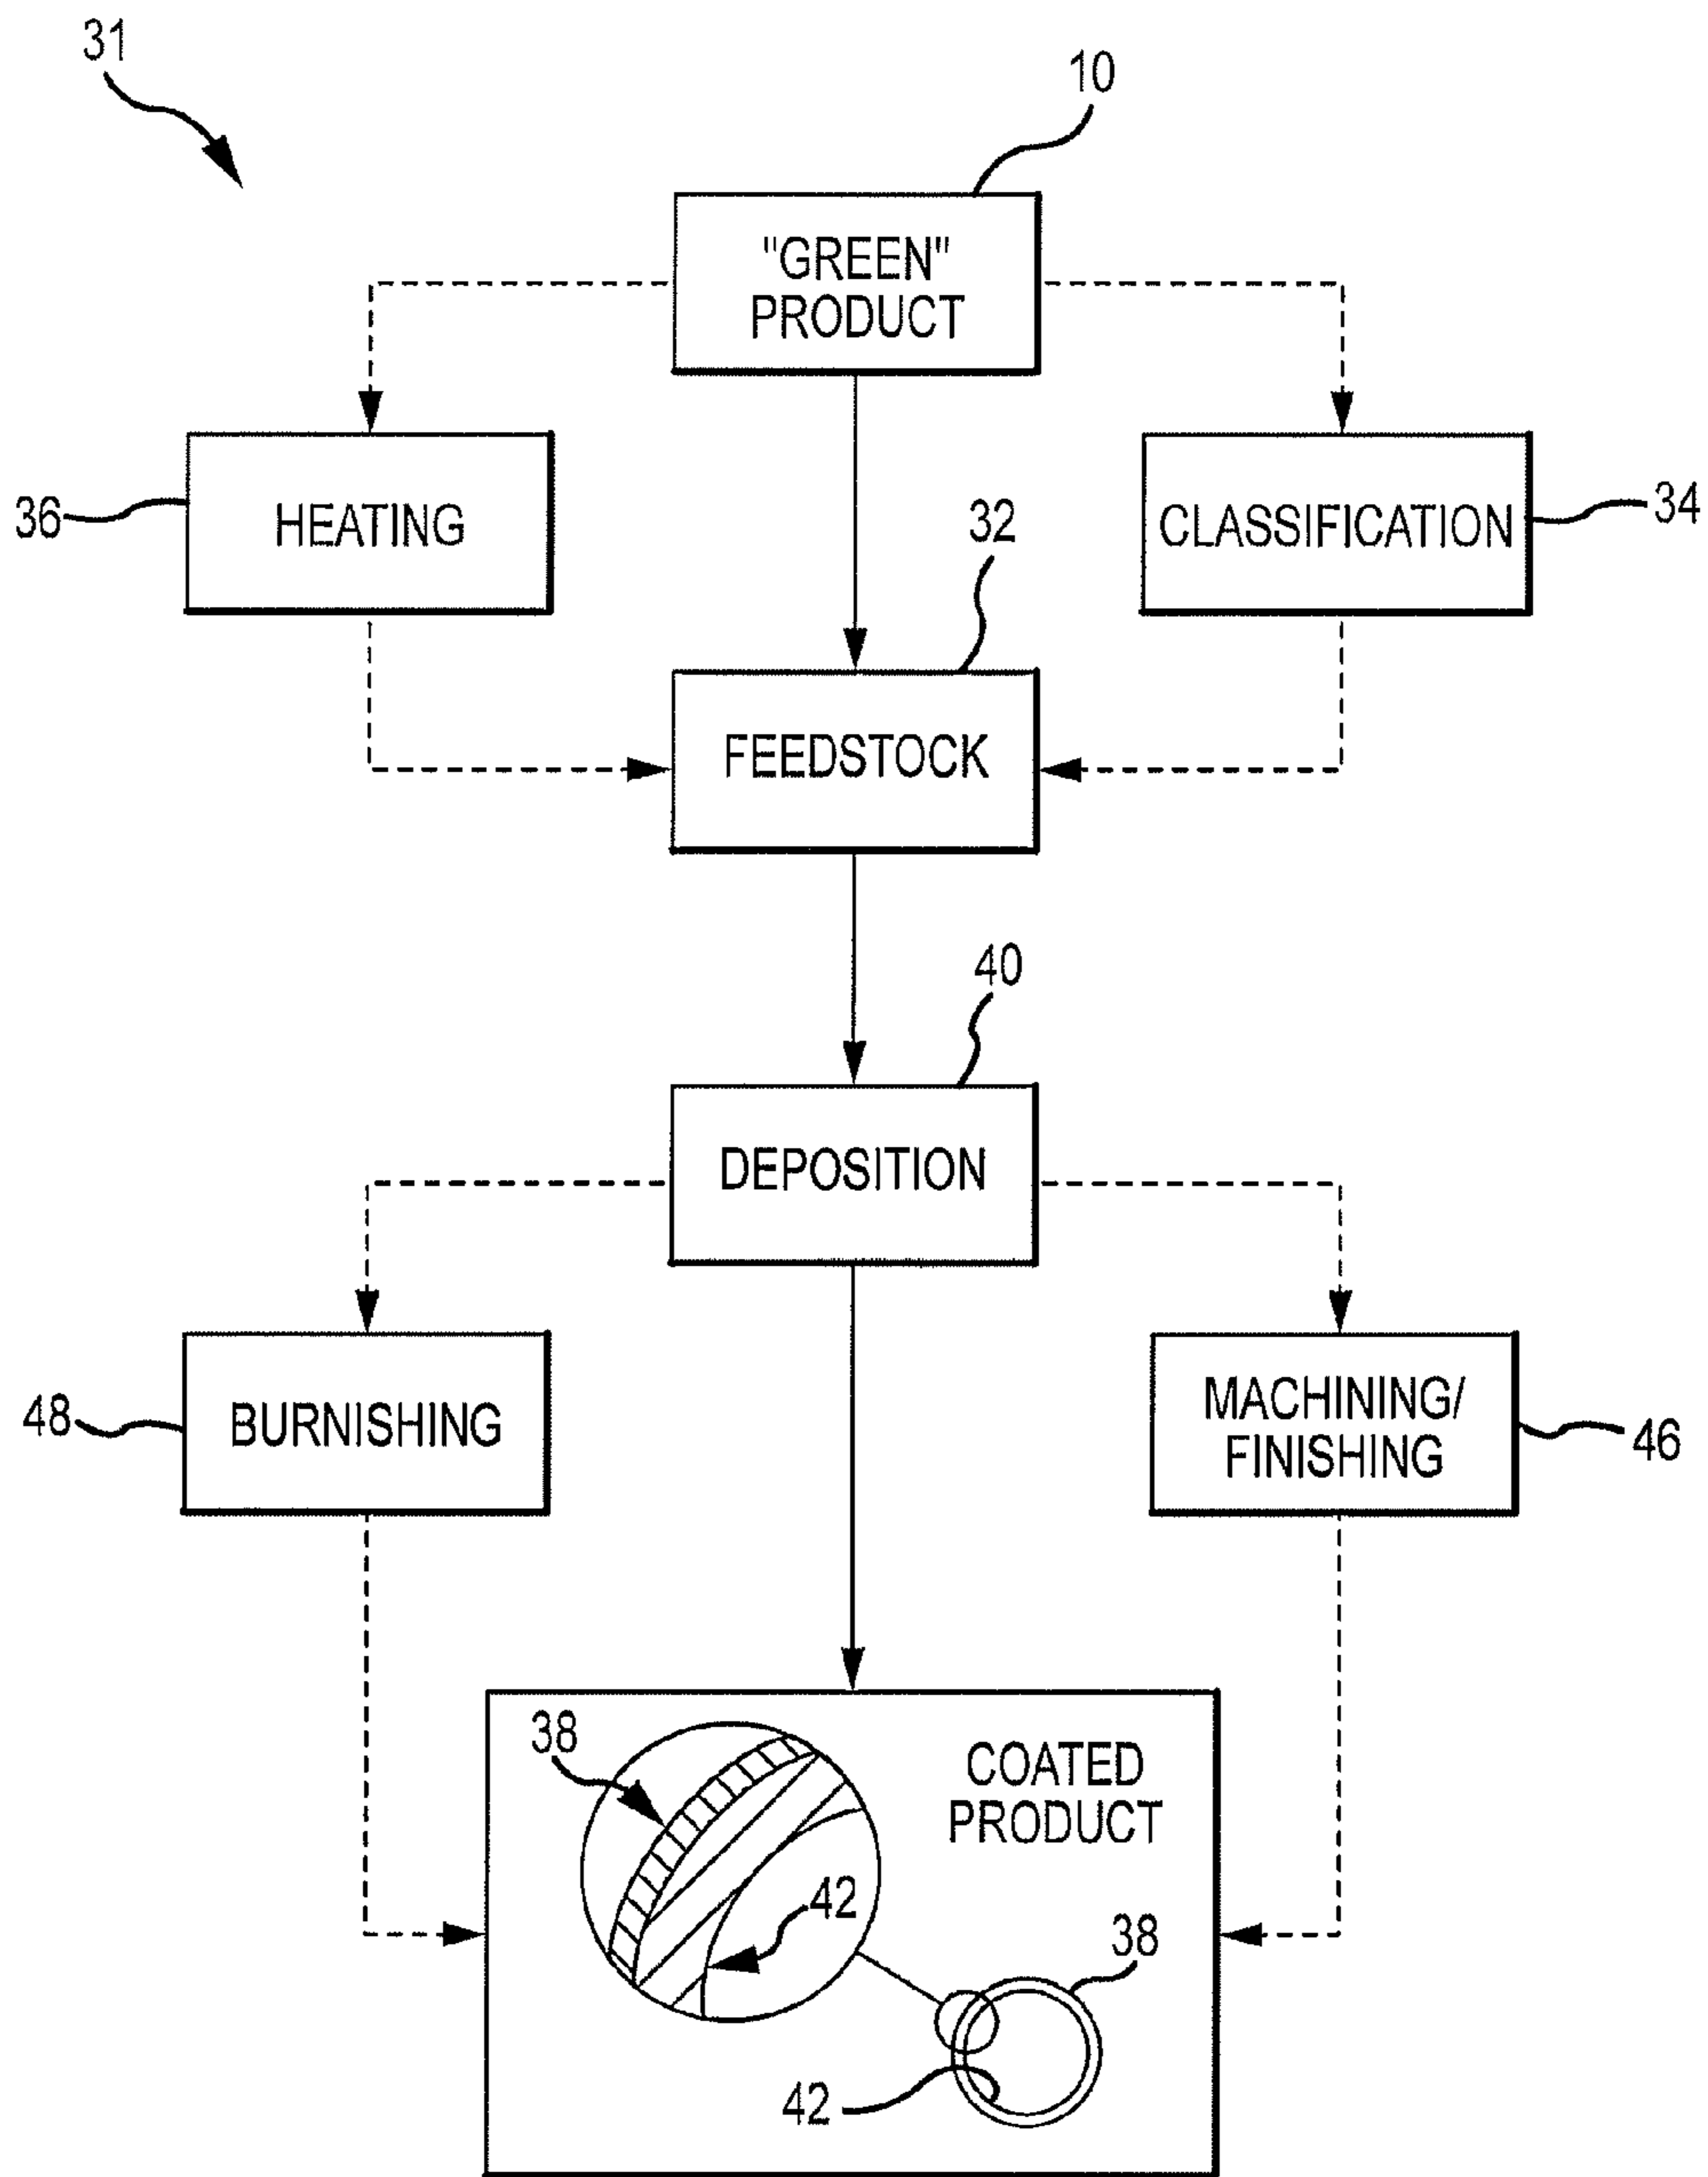 31
10
"GREEN"
PRODUCT
36
HEATING
CLASSIFICATION
34
32
FEEDSTOCK
40
DEPOSITION
48
BURNISHING
MACHINING/
FINISHING
46
38
COATED
PRODUCT
42
38
42